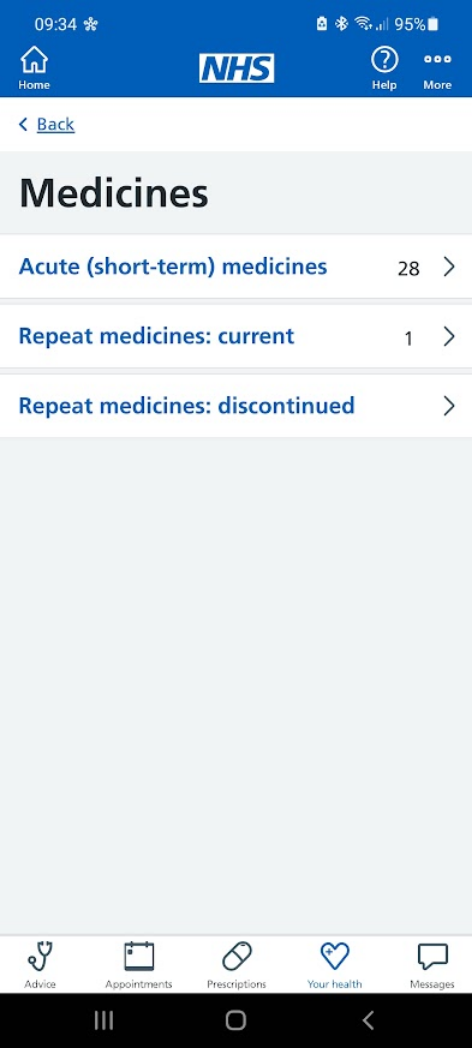 09:34 95%
Home NHS Help More
Back
Medicines
Acute (short-term) medicines 28
Repeat medicines: current 1
Repeat medicines: discontinued
Advice Appointments Prescriptions Your health Messages